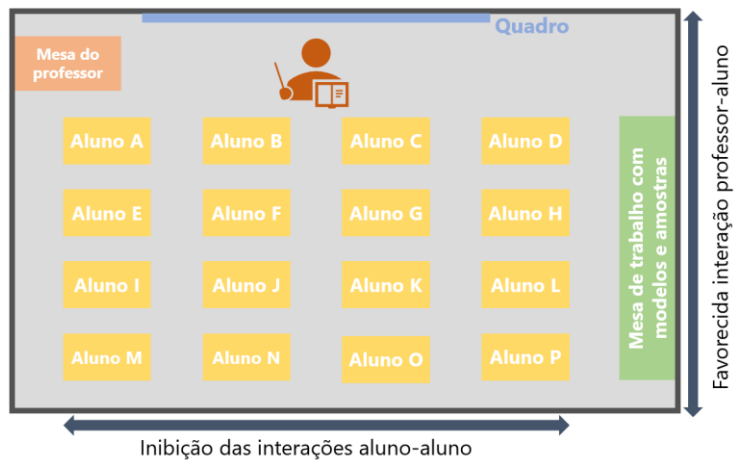 Quadro
Mesa do
professor
Aluno A
Aluno B
Aluno C
Aluno D
Aluno E
Aluno F
Aluno G
Aluno H
Aluno I
Aluno J
Aluno K
Aluno L
Aluno M
Aluno N
Aluno O
Aluno P
Mesa de trabalho com
modelos e amostras
Favorecida interação professor-aluno
Inibição das interações aluno-aluno